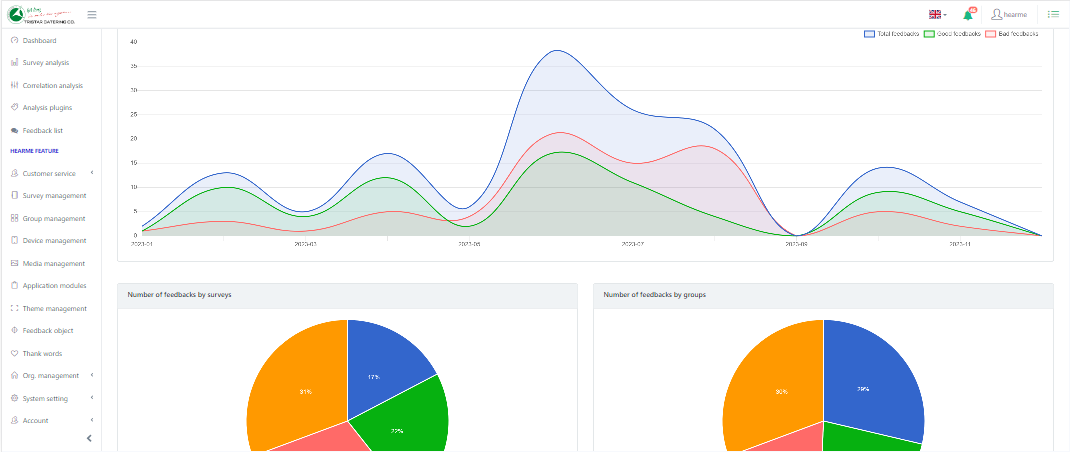 TRISTAR CATERING CO.
46
hearme
Dashboard
Survey analysis
Correlation analysis
Analysis plugins
Feedback list
HEARME FEATURE
Customer service
Survey management
Group management
Device management
Media management
Application modules
Theme management
Feedback object
Thank words
Org. management
System setting
Account
Total feedbacks Good feedbacks Bad feedbacks
40
35
30
25
20
15
10
5
0
2023-01 2023-03 2023-05 2023-07 2023-09 2023-11
Number of feedbacks by surveys
17%
22%
31%
Number of feedbacks by groups
29%
30%